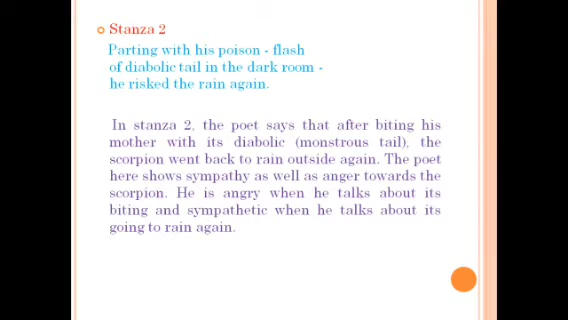 Stanza 2
Parting with his poison - flash
of diabolic tail in the dark room -
he risked the rain again.
In stanza 2, the poet says that after biting his
mother with its diabolic (monstrous tail), the
scorpion went back to rain outside again. The poet
here shows sympathy as well as anger towards the
scorpion. He is angry when he talks about its
biting and sympathetic when he talks about its
going to rain again.